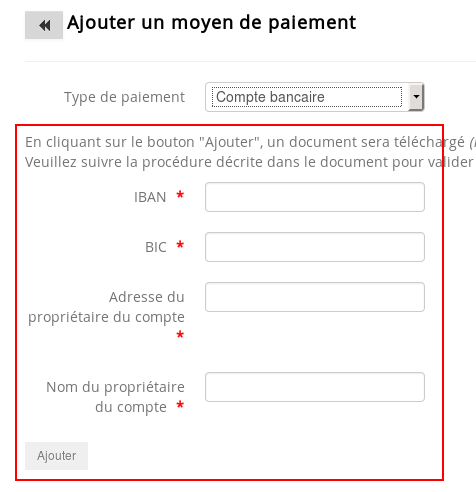 Ajouter un moyen de paiement
Type de paiement
Compte bancaire
En cliquant sur le bouton "Ajouter", un document sera téléchargé
Veuillez suivre la procédure décrite dans le document pour valider
IBAN *
BIC *
Adresse du
propriétaire du compte
*
Nom du propriétaire
du compte *
Ajouter